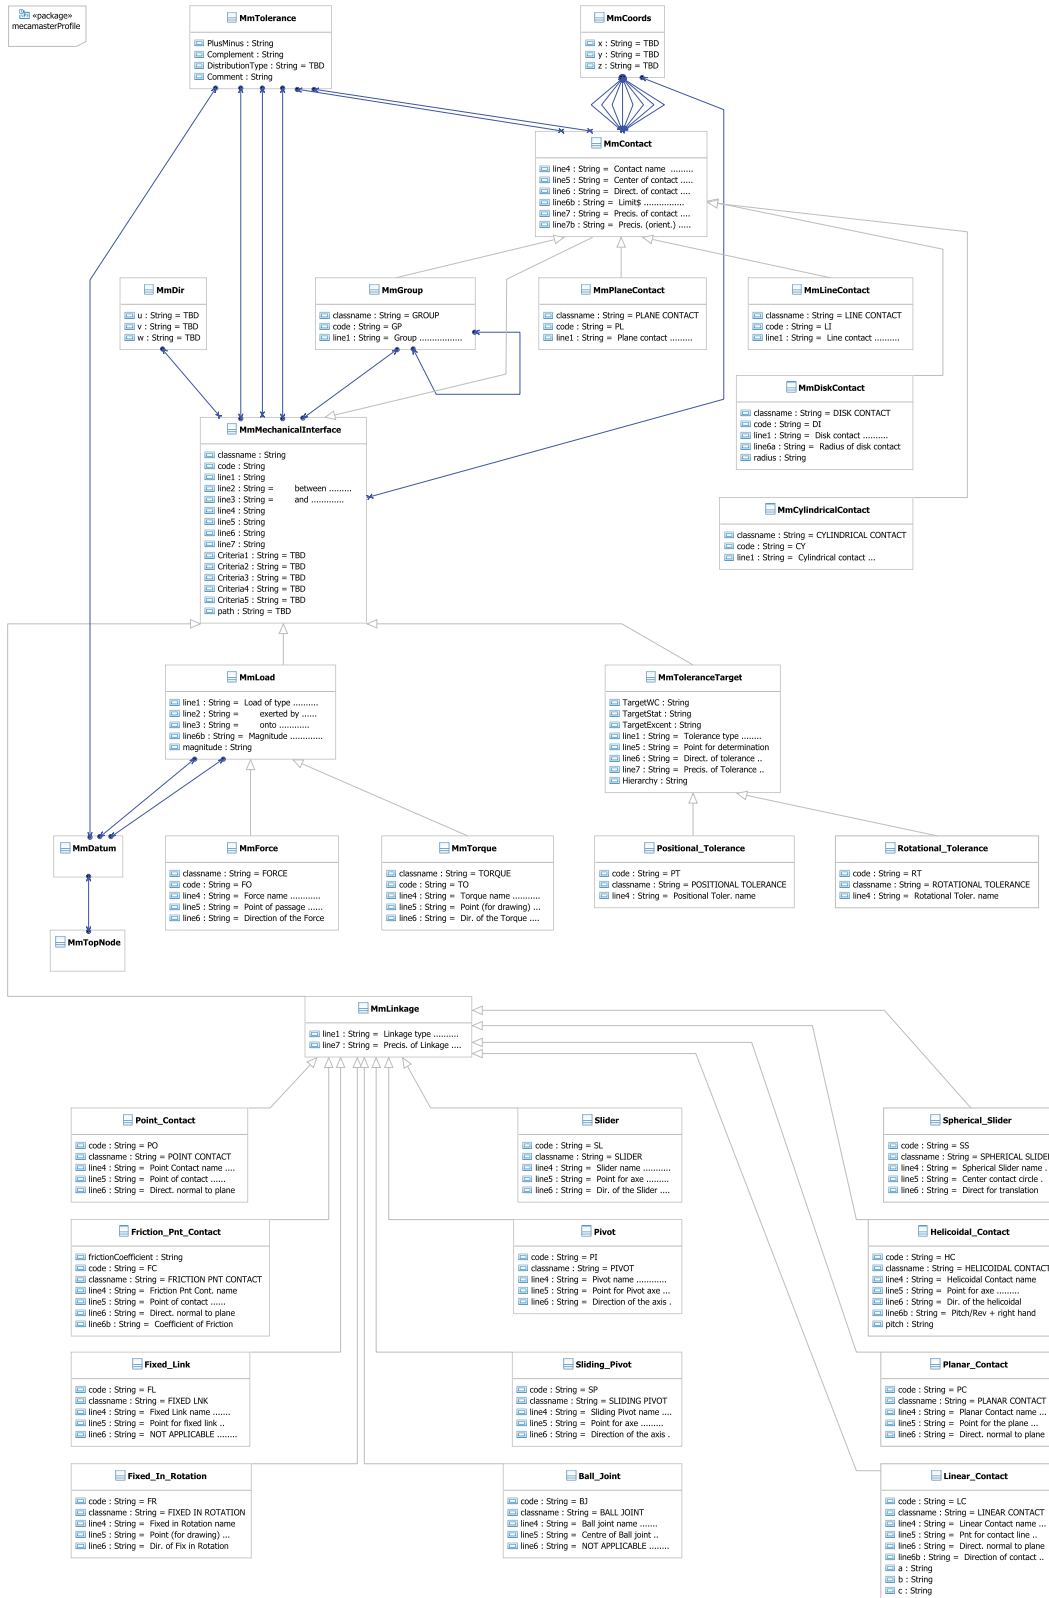 «package»
mecamasterProfile
MmTolerance
PlusMinus : String
Complement : String
DistributionType : String = TBD
Comment : String
MmCoords
x : String = TBD
y : String = TBD
z : String = TBD
MmContact
line4 : String = Contact name .........
line5 : String = Center of contact .....
line6 : String = Direct. of contact ....
line6b : String = Limit$ ................
line7 : String = Precis. of contact ....
line7b : String = Precis. (orient.) .....
MmDir
u : String = TBD
v : String = TBD
w : String = TBD
MmGroup
classname : String = GROUP
code : String = GP
line1 : String = Group .................
MmPlaneContact
classname : String = PLANE CONTACT
code : String = PL
line1 : String = Plane contact .........
MmLineContact
classname : String = LINE CONTACT
code : String = LI
line1 : String = Line contact ..........
MmDiskContact
classname : String = DISK CONTACT
code : String = DI
line1 : String = Disk contact ..........
line6a : String = Radius of disk contact
radius : String
MmMechanicalInterface
classname : String
code : String
line1 : String
line2 : String = between .........
line3 : String = and .............
line4 : String
line5 : String
line6 : String
line7 : String
Criteria1 : String = TBD
Criteria2 : String = TBD
Criteria3 : String = TBD
Criteria4 : String = TBD
Criteria5 : String = TBD
path : String = TBD
MmCylindricalContact
classname : String = CYLINDRICAL CONTACT
code : String = CY
line1 : String = Cylindrical contact ...
MmLoad
line1 : String = Load of type ..........
line2 : String = exerted by ......
line3 : String = onto ............
line6b : String = Magnitude .............
magnitude : String
MmToleranceTarget
TargetWC : String
TargetStat : String
TargetExcent : String
line1 : String = Tolerance type ........
line5 : String = Point for determination
line6 : String = Direct. of tolerance ..
line7 : String = Precis. of Tolerance ..
Hierarchy : String
MmDatum
MmForce
classname : String = FORCE
code : String = FO
line4 : String = Force name ............
line5 : String = Point of passage ......
line6 : String = Direction of the Force
MmTorque
classname : String = TORQUE
code : String = TO
line4 : String = Torque name ...........
line5 : String = Point (for drawing) ...
line6 : String = Dir. of the Torque ....
Positional_Tolerance
code : String = PT
classname : String = POSITIONAL TOLERANCE
line4 : String = Positional Toler. name
Rotational_Tolerance
code : String = RT
classname : String = ROTATIONAL TOLERANCE
line4 : String = Rotational Toler. name
MmTopNode
MmLinkage
line1 : String = Linkage type ..........
line7 : String = Precis. of Linkage ....
Point_Contact
code : String = PO
classname : String = POINT CONTACT
line4 : String = Point Contact name ....
line5 : String = Point of contact ......
line6 : String = Direct. normal to plane
Slider
code : String = SL
classname : String = SLIDER
line4 : String = Slider name ...........
line5 : String = Point for axe .........
line6 : String = Dir. of the Slider ....
Spherical_Slider
code : String = SS
classname : String = SPHERICAL SLIDER
line4 : String = Spherical Slider name .
line5 : String = Center contact circle .
line6 : String = Direct for translation
Friction_Pnt_Contact
frictionCoefficient : String
code : String = FC
classname : String = FRICTION PNT CONTACT
line4 : String = Friction Pnt Cont. name
line5 : String = Point of contact ......
line6 : String = Direct. normal to plane
line6b : String = Coefficient of Friction
Pivot
code : String = PI
classname : String = PIVOT
line4 : String = Pivot name ............
line5 : String = Point for Pivot axe ...
line6 : String = Direction of the axis .
Helicoidal_Contact
code : String = HC
classname : String = HELICOIDAL CONTACT
line4 : String = Helicoidal Contact name
line5 : String = Point for axe .........
line6 : String = Dir. of the helicoidal
line6b : String = Pitch/Rev + right hand
pitch : String
Fixed_Link
code : String = FL
classname : String = FIXED LNK
line4 : String = Fixed Link name .......
line5 : String = Point for fixed link ..
line6 : String = NOT APPLICABLE ........
Sliding_Pivot
code : String = SP
classname : String = SLIDING PIVOT
line4 : String = Sliding Pivot name ....
line5 : String = Point for axe .........
line6 : String = Direction of the axis .
Planar_Contact
code : String = PC
classname : String = PLANAR CONTACT
line4 : String = Planar Contact name ...
line5 : String = Point for the plane ...
line6 : String = Direct. normal to plane
Fixed_In_Rotation
code : String = FR
classname : String = FIXED IN ROTATION
line4 : String = Fixed in Rotation name
line5 : String = Point (for drawing) ...
line6 : String = Dir. of Fix in Rotation
Ball_Joint
code : String = BJ
classname : String = BALL JOINT
line4 : String = Ball joint name .......
line5 : String = Centre of Ball joint ..
line6 : String = NOT APPLICABLE ........
Linear_Contact
code : String = LC
classname : String = LINEAR CONTACT
line4 : String = Linear Contact name ...
line5 : String = Pnt for contact line ..
line6 : String = Direct. normal to plane
line6b : String = Direction of contact ..
a : String
b : String
c : String